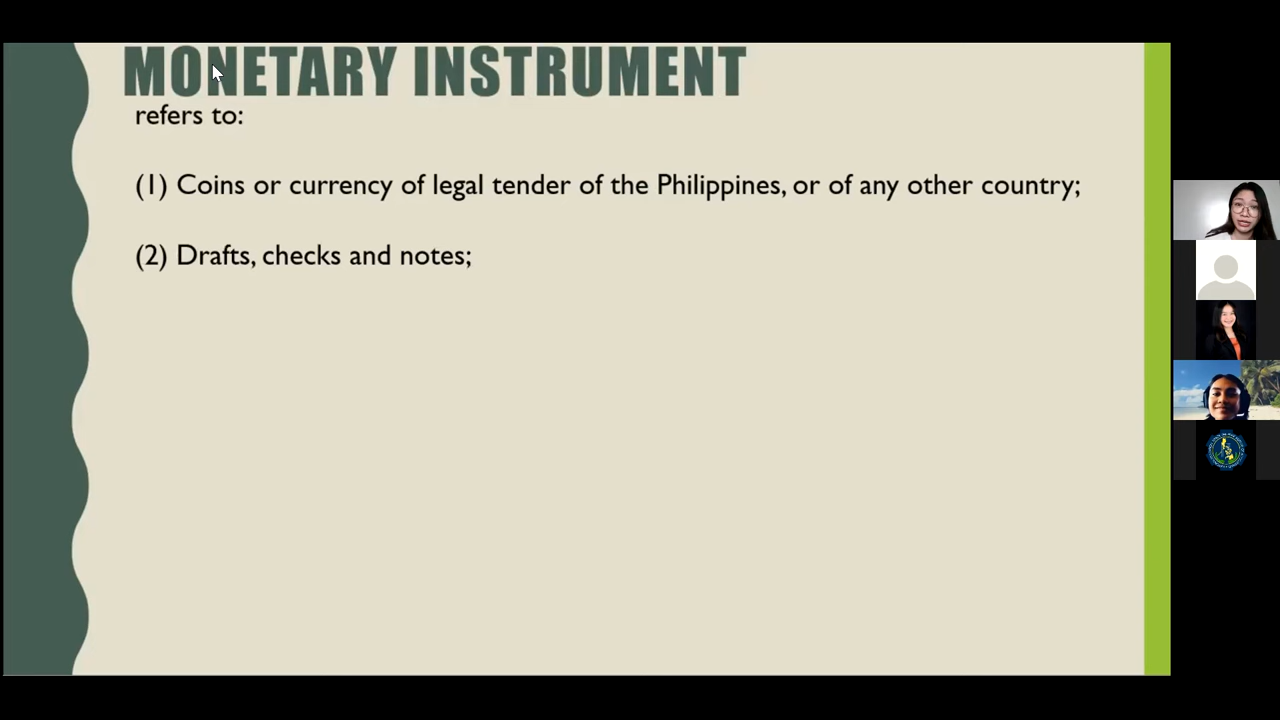 MONETARY INSTRUMENT
refers to:
(1) Coins or currency of legal tender of the Philippines, or of any other country;
(2) Drafts, checks and notes;